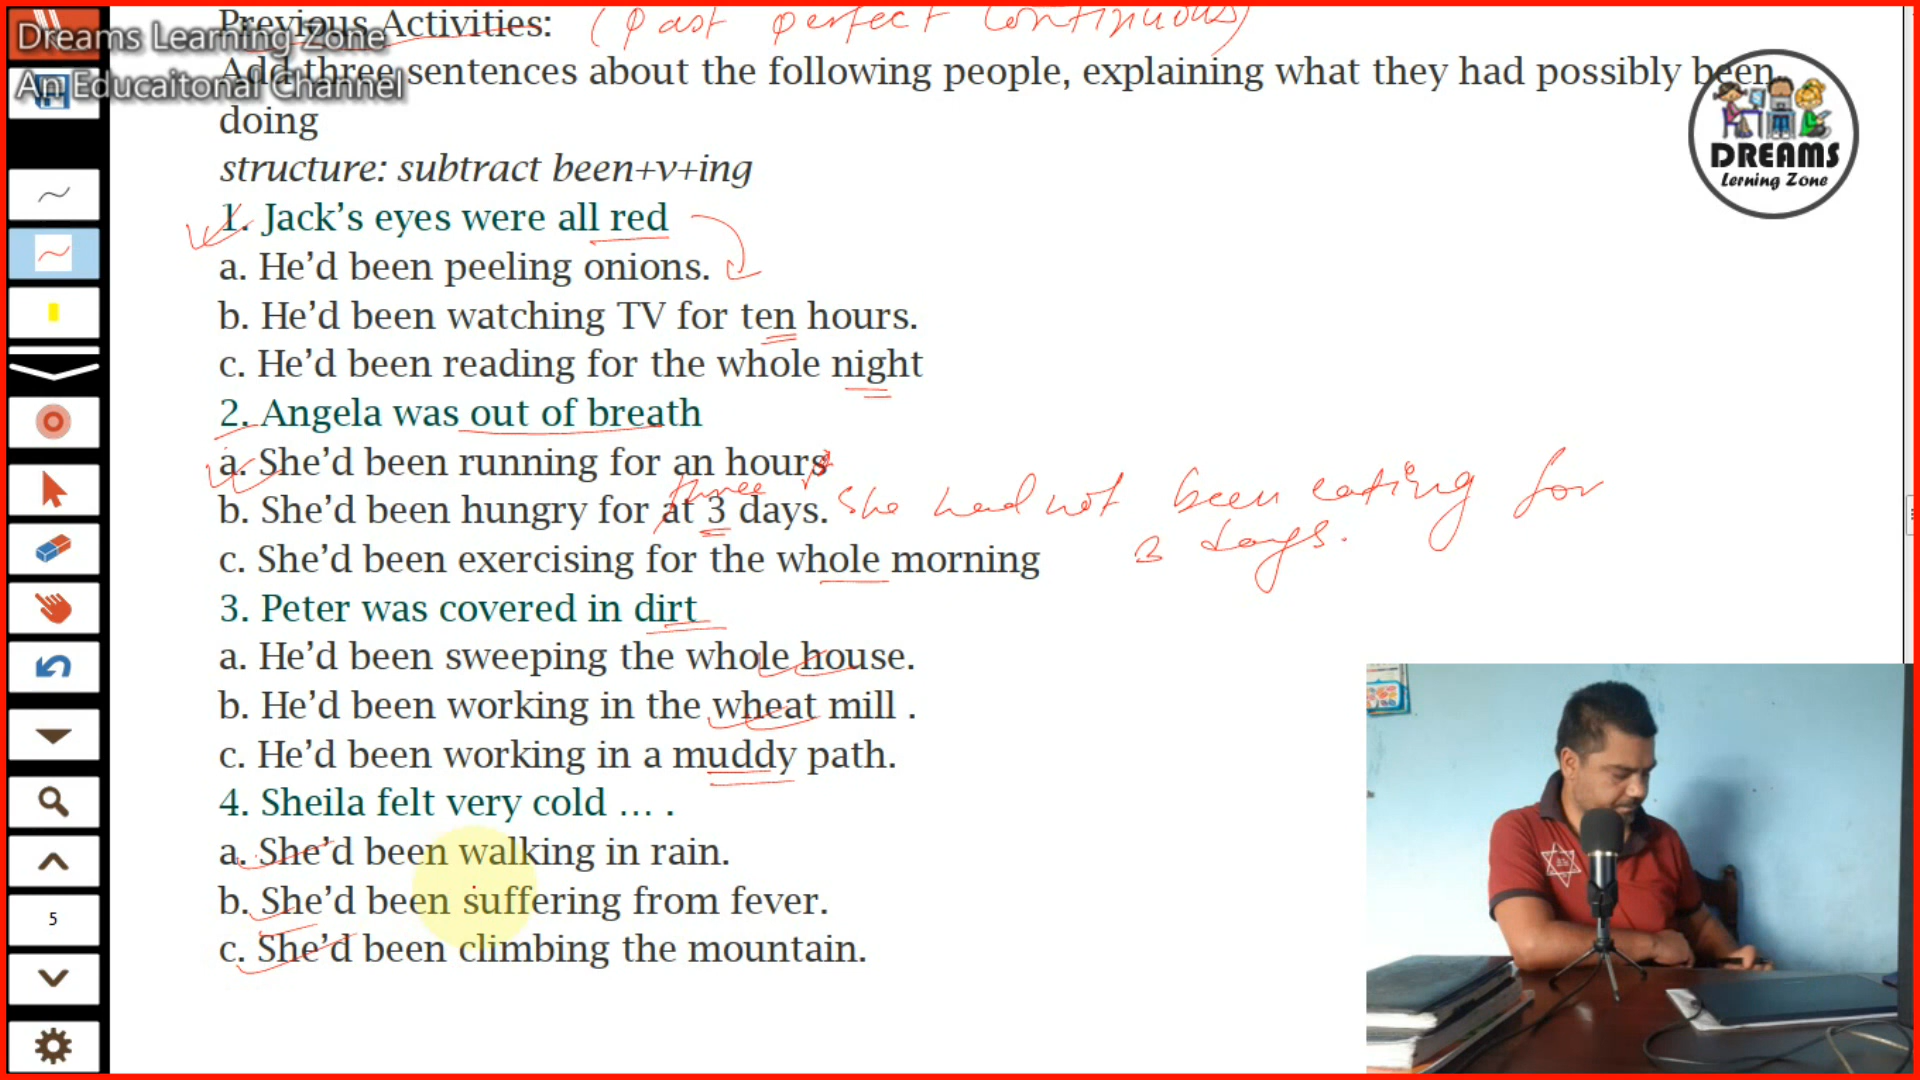 Previous Activities: (past perfect continuous)
Dreams Learning Zone
An Educaitonal Channel
Add three sentences about the following people, explaining what they had possibly been
doing
structure: subtract been+v+ing
1. Jack's eyes were all red
a. He'd been peeling onions.
b. He'd been watching TV for ten hours.
c. He'd been reading for the whole night
2. Angela was out of breath
a. She'd been running for an hours
three
b. She'd been hungry for at 3 days. She had not been eating for
3 days.
c. She'd been exercising for the whole morning
3. Peter was covered in dirt
a. He'd been sweeping the whole house.
b. He'd been working in the wheat mill .
c. He'd been working in a muddy path.
4. Sheila felt very cold ... .
a. She'd been walking in rain.
b. She'd been suffering from fever.
c. She'd been climbing the mountain.
DREAMS
Lerning Zone
5